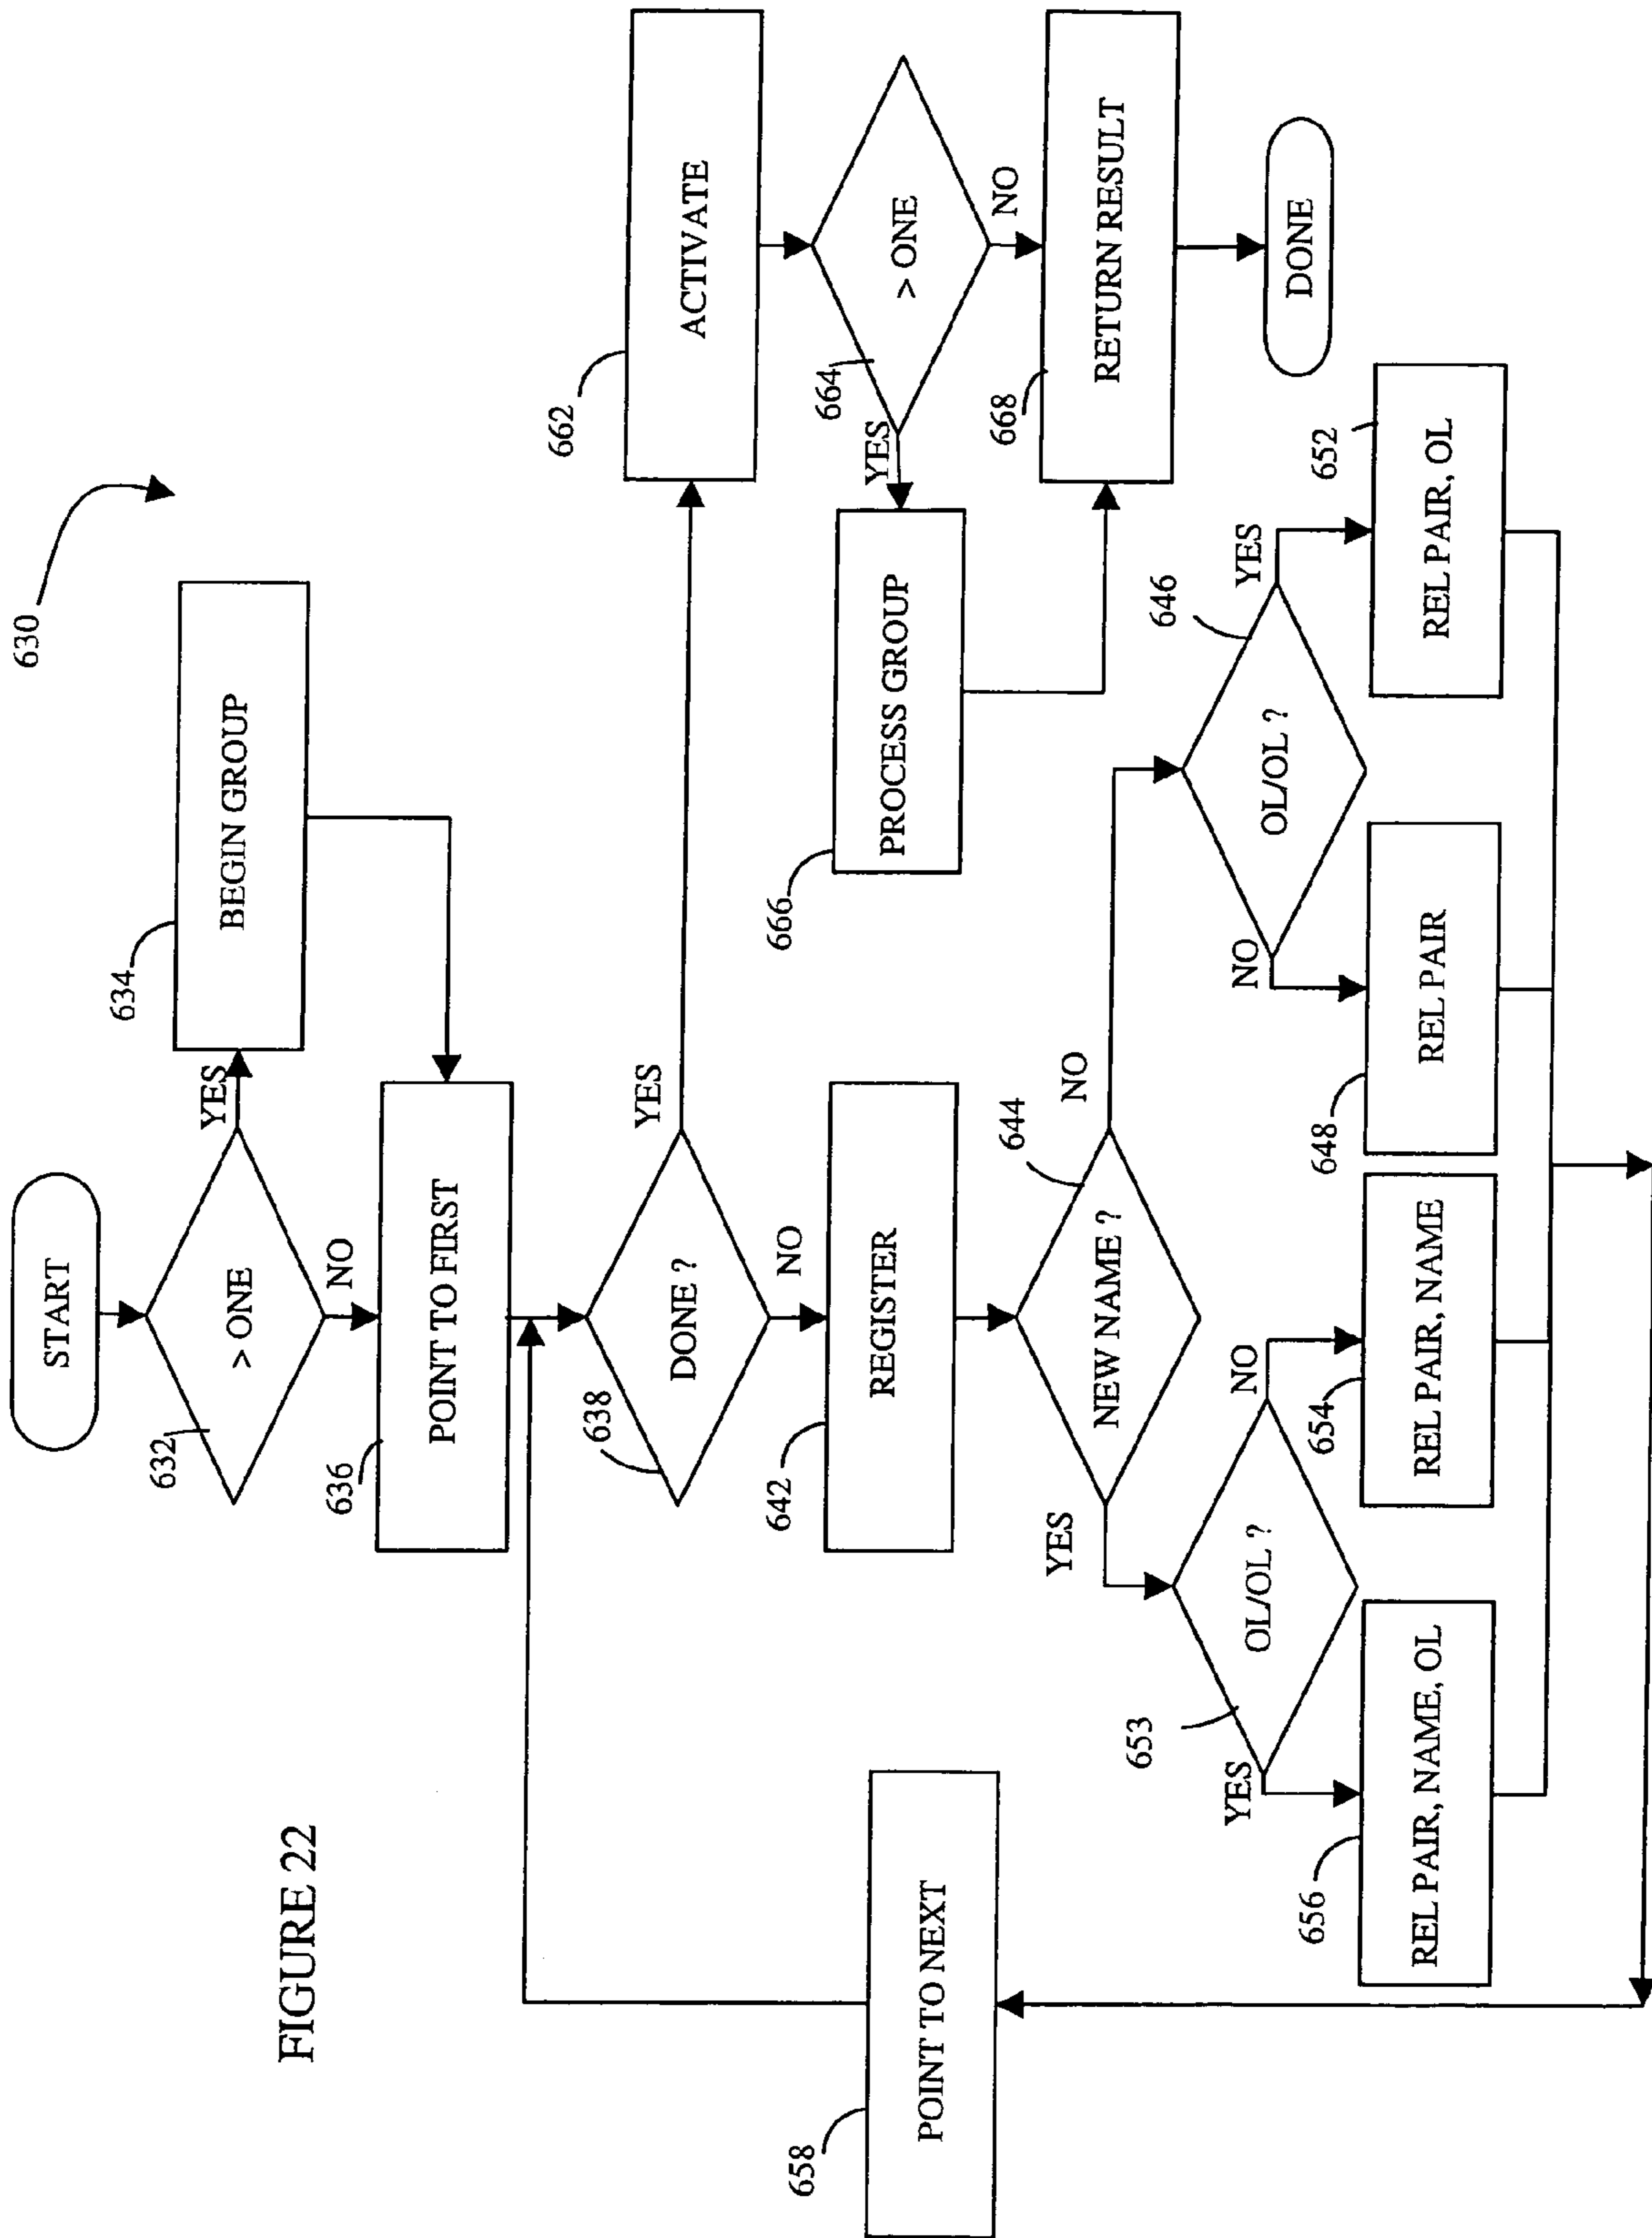 FIGURE 22
630
START
632
> ONE
YES
NO
634
BEGIN GROUP
636
POINT TO FIRST
638
DONE ?
YES
NO
642
REGISTER
644
NEW NAME ?
YES
NO
653
OL/OL ?
YES
NO
656
REL PAIR, NAME, OL
654
REL PAIR, NAME
646
OL/OL ?
NO
YES
648
REL PAIR
652
REL PAIR, OL
658
POINT TO NEXT
662
ACTIVATE
664
> ONE
YES
NO
666
PROCESS GROUP
668
RETURN RESULT
DONE